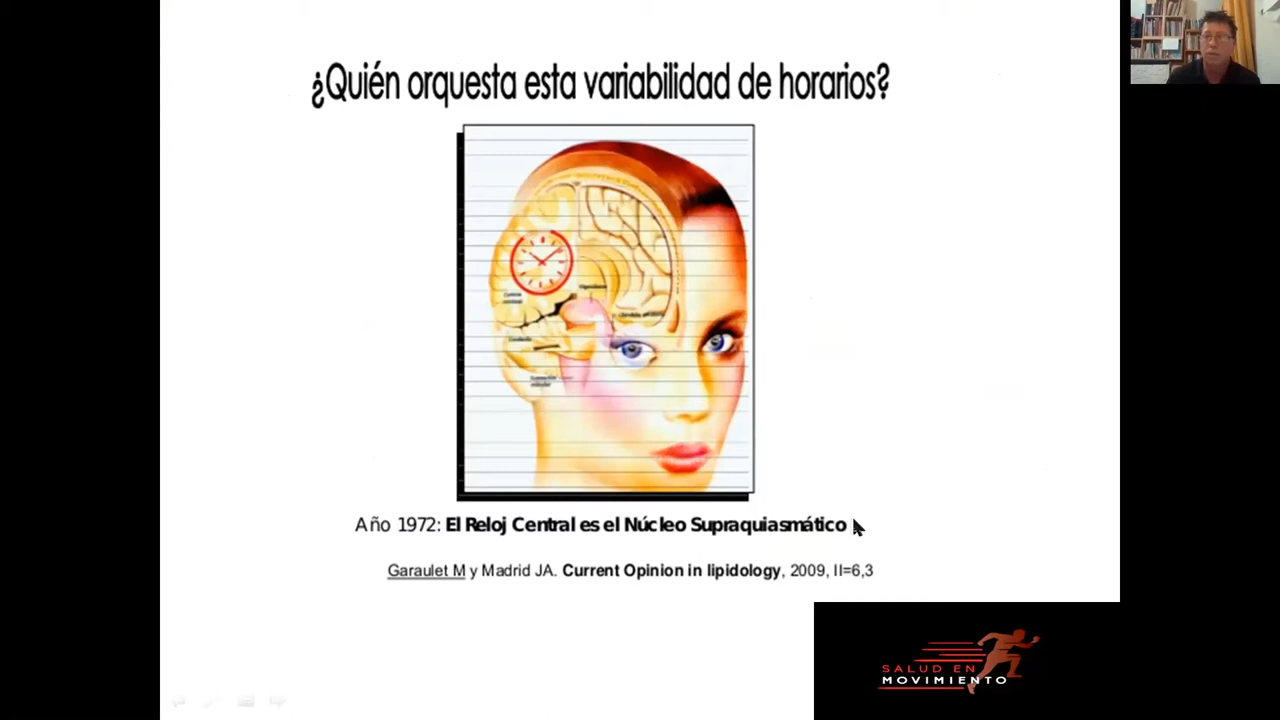 ¿Quién orquesta esta variabilidad de horarios?
Año 1972: El Reloj Central es el Núcleo Supraquiasmático
Garaulet M y Madrid JA. Current Opinion in lipidology, 2009, II=6,3
SALUD EN
MOVIMIENTO